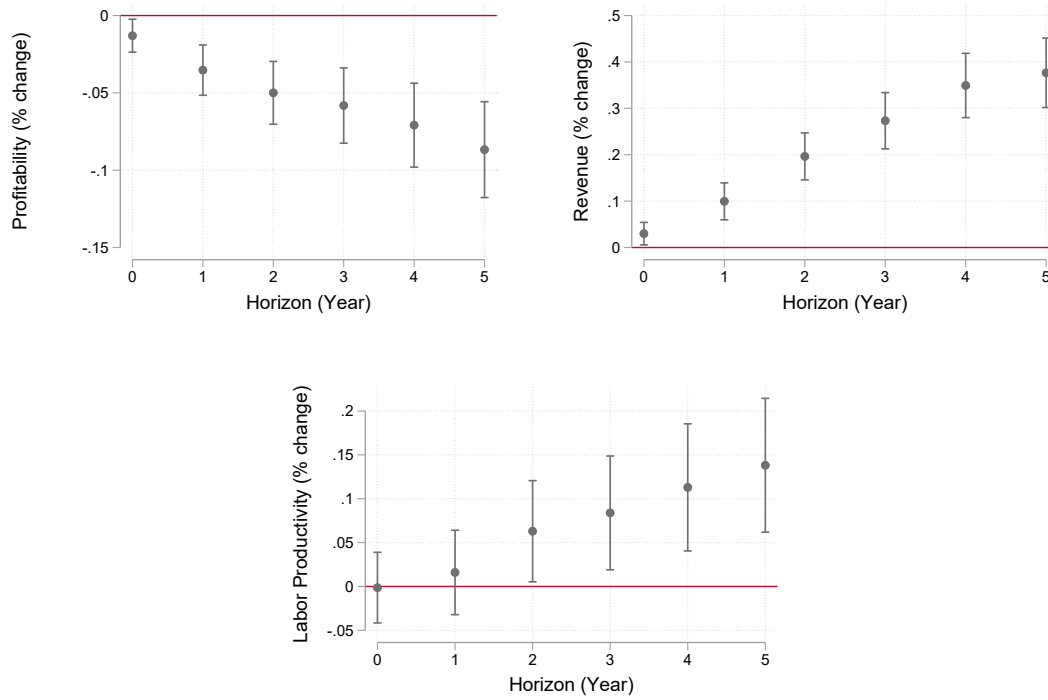 Profitability (% change)
0
-.05
-.1
-.15
0 1 2 3 4 5
Horizon (Year)
Revenue (% change)
.5
.4
.3
.2
.1
0
0 1 2 3 4 5
Horizon (Year)
Labor Productivity (% change)
.2
.15
.1
.05
0
-.05
0 1 2 3 4 5
Horizon (Year)